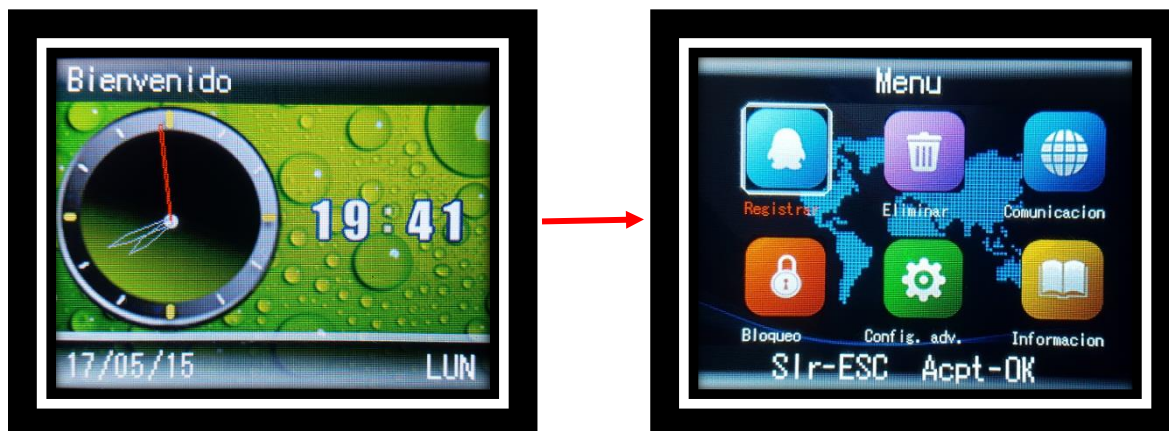 Bienvenido
19:41
17/05/15 LUN
Menu
Registrar Eliminar Comunicacion
Bloqueo Config. adv. Informacion
Slr-ESC Acpt-OK